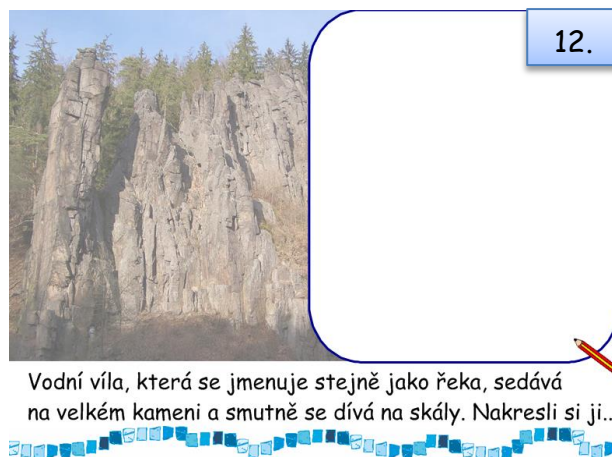 12.
Vodní víla, která se jmenuje stejně jako řeka, sedává
na velkém kameni a smutně se dívá na skály. Nakresli si ji..